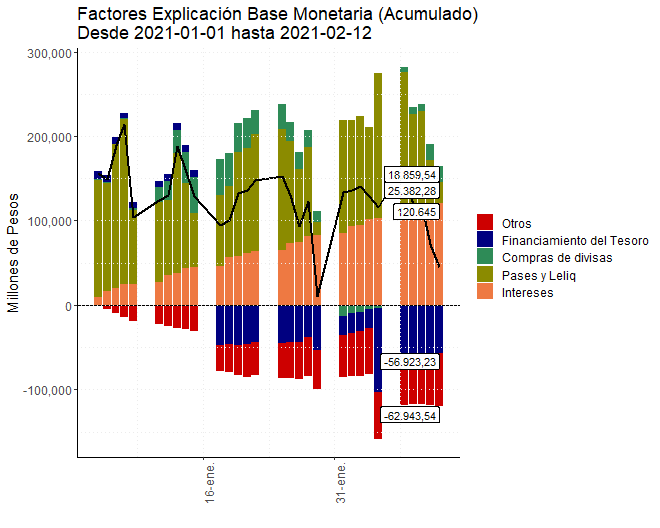 Factores Explicación Base Monetaria (Acumulado)
Desde 2021-01-01 hasta 2021-02-12
Millones de Pesos
300,000
200,000
100,000
0
-100,000
18.859,54
25.382,28
120.645
-56.923,23
-62.943,54
16-ene.
31-ene.
Otros
Financiamiento del Tesoro
Compras de divisas
Pases y Leliq
Intereses